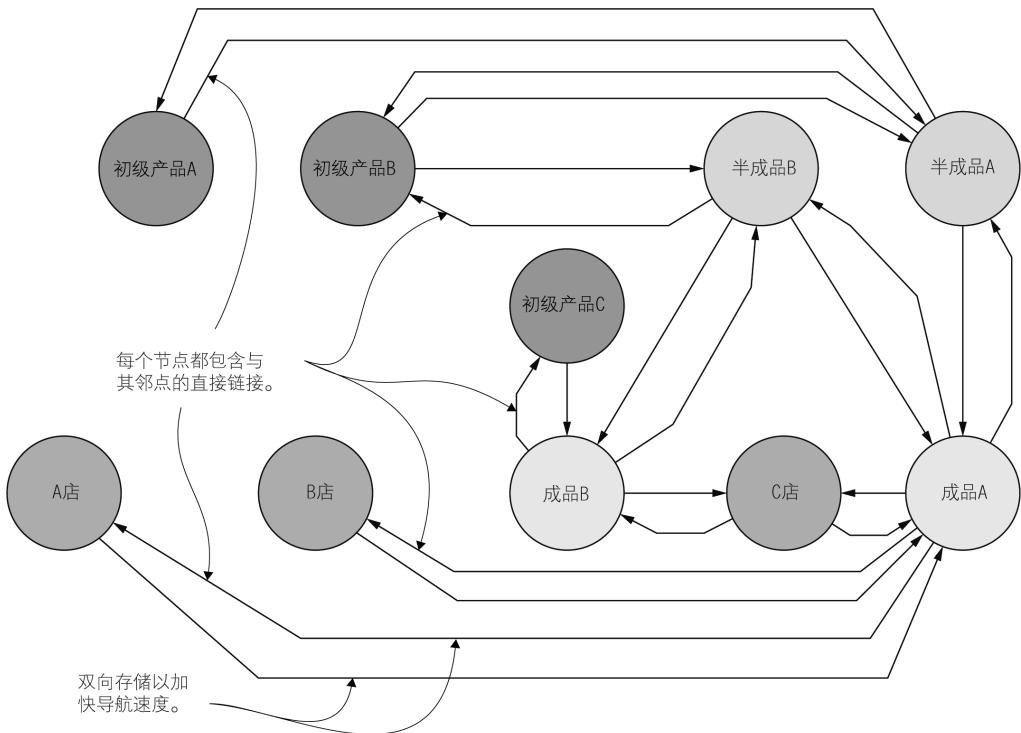 初级产品A
初级产品B
半成品B
半成品A
初级产品C
每个节点都包含与
其邻点的直接链接。
A店
B店
成品B
C店
成品A
双向存储以加
快导航速度。